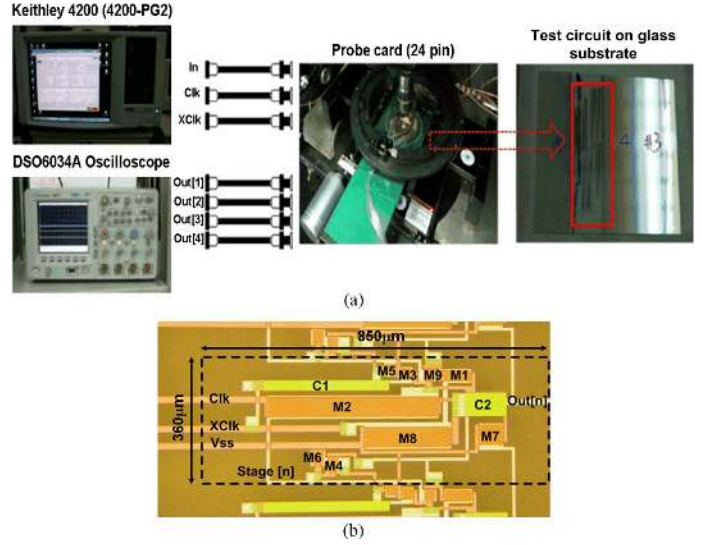 Keithley 4200 (4200-PG2)
In
Clk
XClk
Probe card (24 pin)
Test circuit on glass
substrate
4 #3
DSO6034A Oscilloscope
Out[1]
Out[2]
Out[3]
Out[4]
(a)
850μm
360μm
M5
M3
M9
M1
C1
Clk
M2
C2
Out[n]
XClk
Vss
M8
M7
M6
M4
Stage [n]
(b)